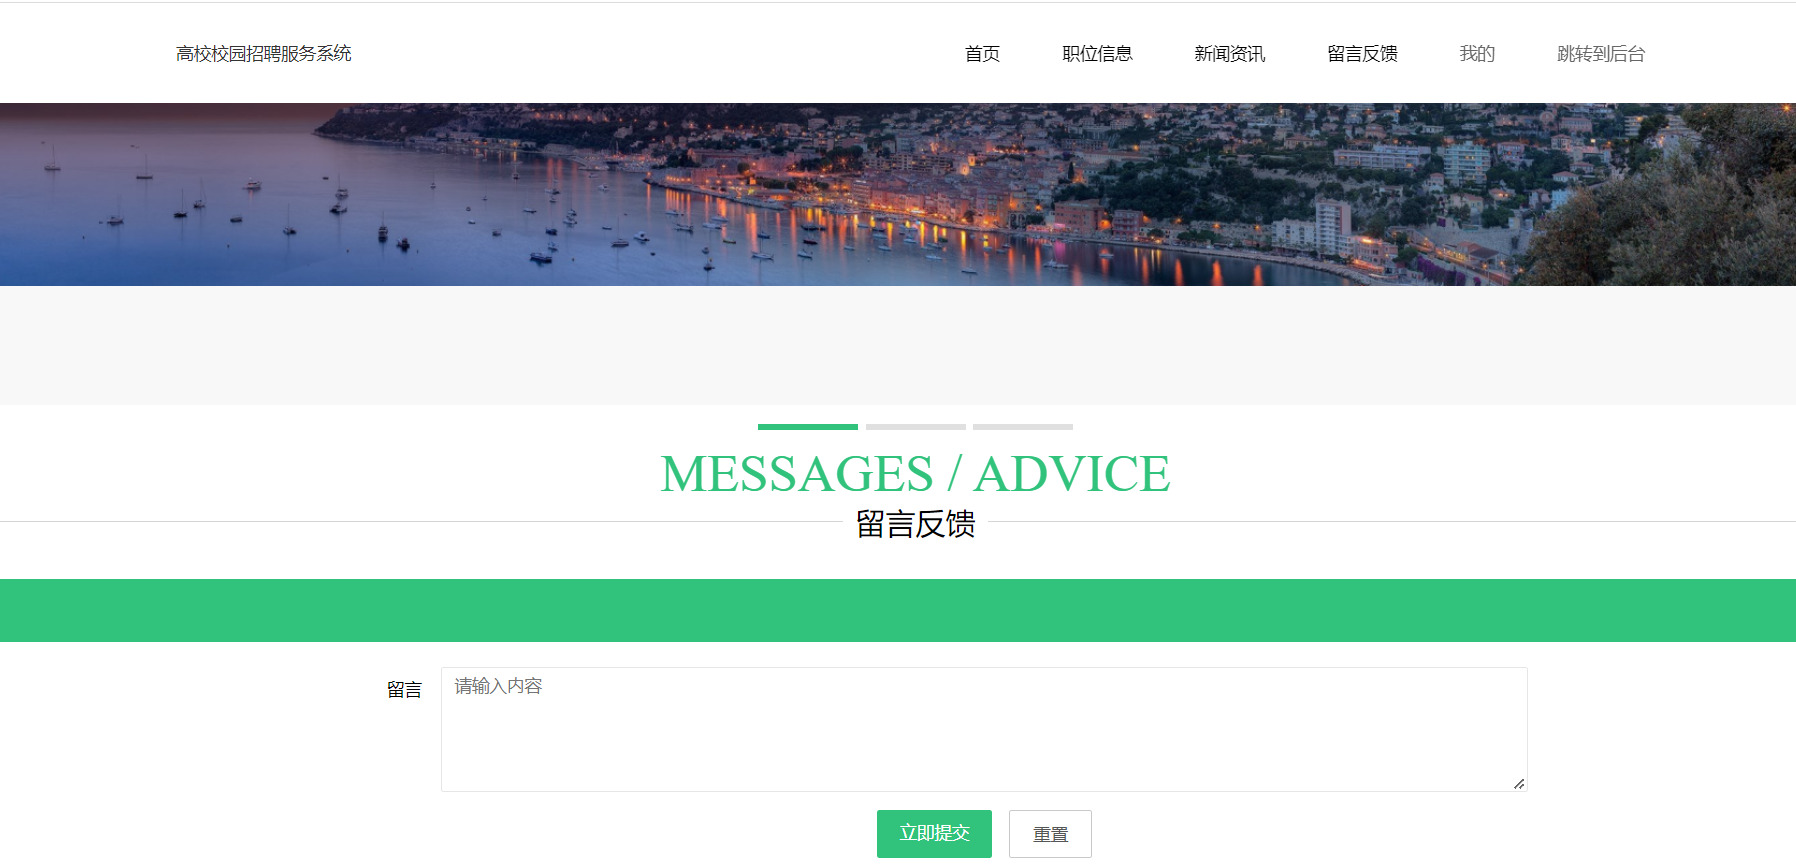 高校校园招聘服务系统 首页 职位信息 新闻资讯 留言反馈 我的 跳转到后台
MESSAGES / ADVICE
留言反馈
留言 请输入内容
立即提交 重置